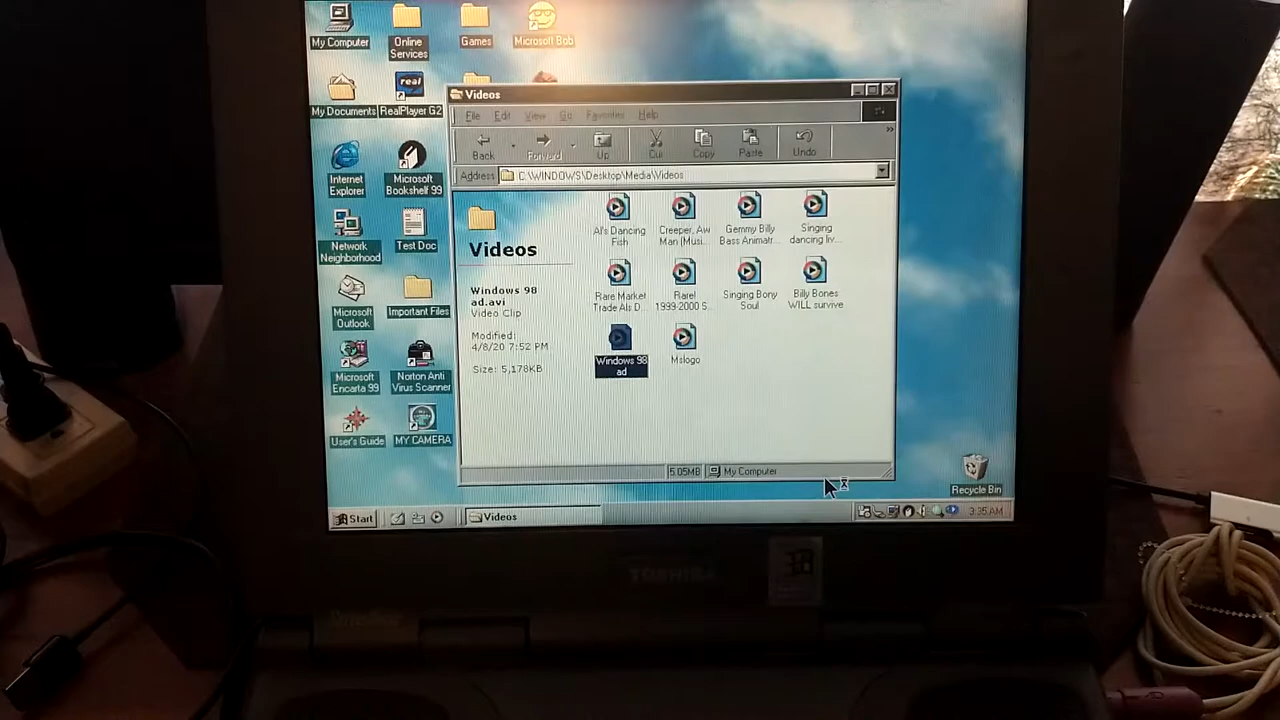 My Computer
Online
Services
Games
Microsoft Bob
My Documents
real
RealPlayer G2
Internet
Explorer
Microsoft
Bookshelf 99
Network
Neighborhood
Test Doc
Microsoft
Outlook
Important Files
Microsoft
Encarta 99
Norton Anti
Virus Scanner
User's Guide
MY CAMERA
Videos
File Edit View Go Favorites Help
Back Forward Up Cut Copy Paste Undo
»
Address C:\WINDOWS\Desktop\Media\Videos
Videos
Windows 98
ad.avi
Video Clip
Modified:
4/8/20 7:52 PM
Size: 5,178KB
Al's Dancing
Fish
Creeper, Aw
Man (Musi...
Gemmy Billy
Bass Animatr...
Singing
dancing liv...
Rare Market
Trade Als D...
Rare!
1999-2000 S...
Singing Bony
Soul
Billy Bones
WILL survive
Windows 98
ad
Mslogo
5.05MB My Computer
Recycle Bin
Start
Videos
3:35 AM
TOSHIBA